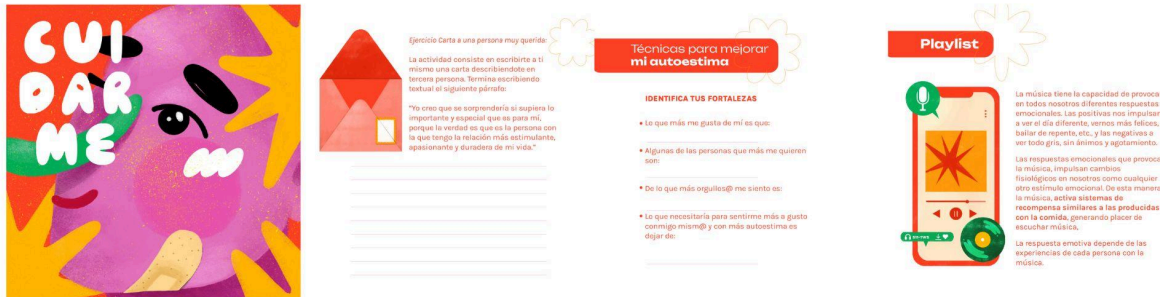 CUI
DAR
ME
Ejercicio Carta a una persona muy querida:
La actividad consiste en escribirte a ti
mismo una carta describiendote en
tercera persona. Termina escribiendo
textual el siguiente párrafo:
"Yo creo que se sorprendería si supiera lo
importante y especial que es para mí,
porque la verdad es que es la persona con
la que tengo la relación más estimulante,
apasionante y duradera de mi vida."
Técnicas para mejorar
mi autoestima
IDENTIFICA TUS FORTALEZAS
• Lo que más me gusta de mí es que:
• Algunas de las personas que más me quieren
son:
• De lo que más orgullos@ me siento es:
• Lo que necesitaría para sentirme más a gusto
conmigo mism@ y con más autoestima es
dejar de:
Playlist
La música tiene la capacidad de provoca
en todos nosotros diferentes respuestas
emocionales. Las positivas nos impulsan
a ver el día diferente, vernos más felices,
bailar de repente, etc., y las negativas a
ver todo gris, sin ánimos y agotamiento.
Las respuestas emocionales que provoca
la música, impulsan cambios
fisiológicos en nosotros como cualquier
otro estímulo emocional. De esta manera
la música, activa sistemas de
recompensa similares a las producidas
con la comida, generando placer de
escuchar música,
La respuesta emotiva depende de las
experiencias de cada persona con la
música.